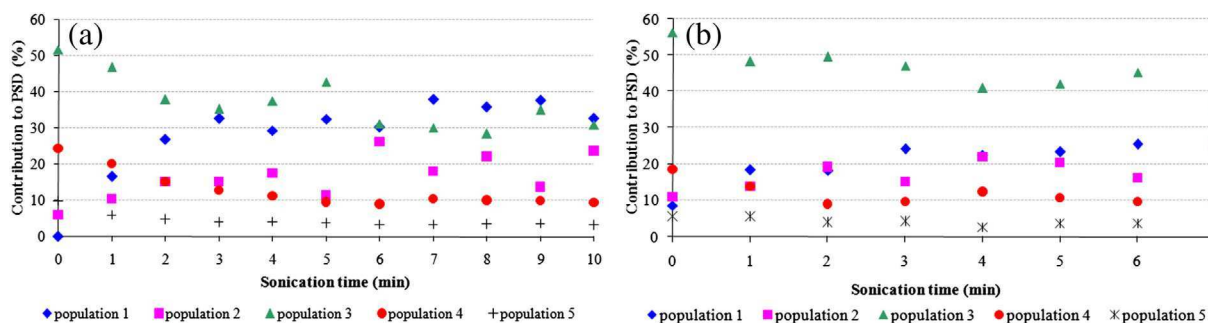 (a)
Contribution to PSD (%)
60
50
40
30
20
10
0
0 1 2 3 4 5 6 7 8 9 10
Sonication time (min)
population 1 population 2 population 3 population 4 population 5
(b)
Contribution to PSD (%)
60
50
40
30
20
10
0
0 1 2 3 4 5 6
Sonication time (min)
population 1 population 2 population 3 population 4 population 5